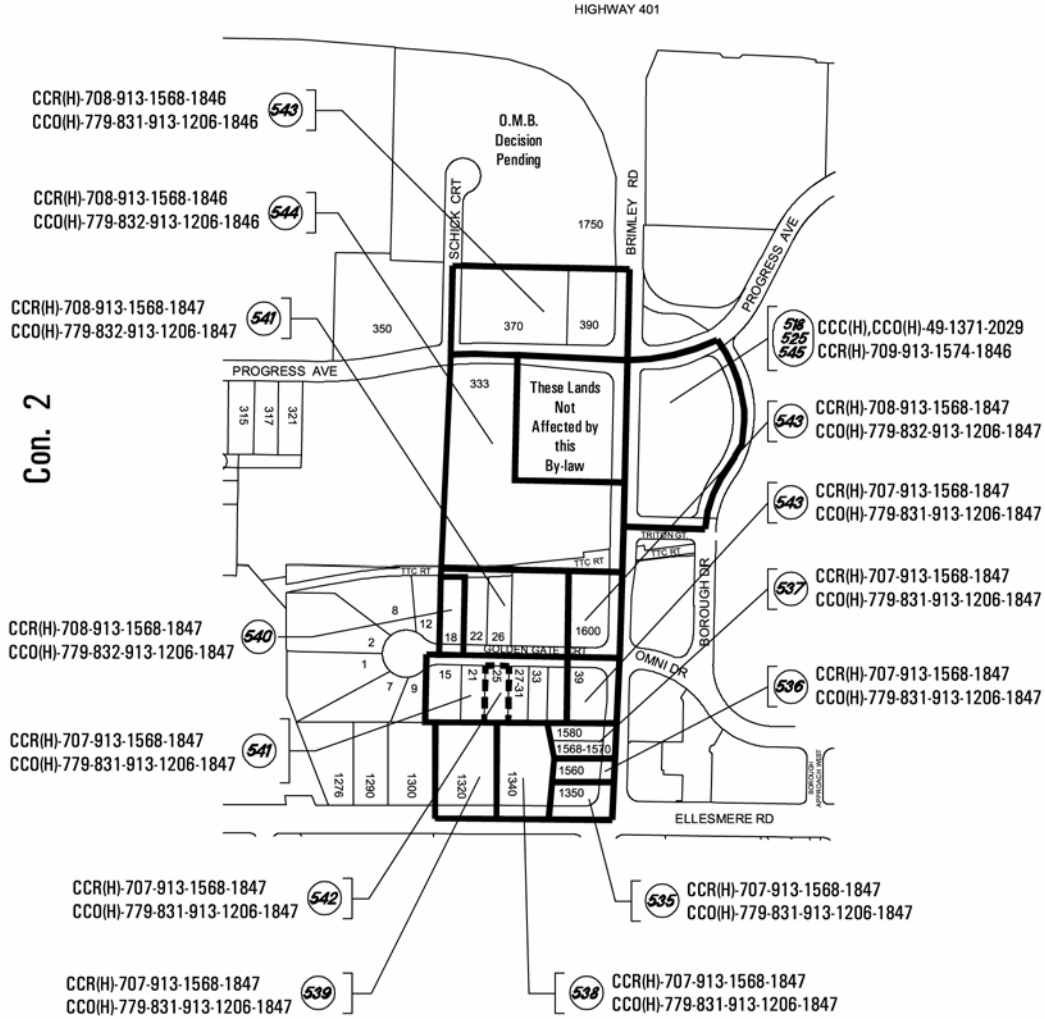 HIGHWAY 401
CCR(H)-708-913-1568-1846
CCO(H)-779-831-913-1206-1846
543
O.M.B.
Decision
Pending
SCHICK CRT
BRIMLEY RD
1750
PROGRESS AVE
CCR(H)-708-913-1568-1846
CCO(H)-779-832-913-1206-1846
544
CCR(H)-708-913-1568-1847
CCO(H)-779-832-913-1206-1847
541
350
370
390
518
525
545
CCC(H),CCO(H)-49-1371-2029
CCR(H)-709-913-1574-1846
PROGRESS AVE
333
These Lands
Not
Affected by
this
By-law
315
317
321
Con. 2
543
CCR(H)-708-913-1568-1847
CCO(H)-779-832-913-1206-1847
543
CCR(H)-707-913-1568-1847
CCO(H)-779-831-913-1206-1847
TRITON GT
TTC RT
TTC RT
TTC RT
BOROUGH DR
537
CCR(H)-707-913-1568-1847
CCO(H)-779-831-913-1206-1847
CCR(H)-708-913-1568-1847
CCO(H)-779-832-913-1206-1847
540
8
12
2
1
7
9
18
22
26
1600
GOLDEN GATE CRT
OMNI DR
15
21
25
27-31
33
39
536
CCR(H)-707-913-1568-1847
CCO(H)-779-831-913-1206-1847
CCR(H)-707-913-1568-1847
CCO(H)-779-831-913-1206-1847
541
1580
1568-1570
1560
1350
1276
1290
1300
1320
1340
BOROUGH
APPROACH WEST
ELLESMERE RD
CCR(H)-707-913-1568-1847
CCO(H)-779-831-913-1206-1847
542
535
CCR(H)-707-913-1568-1847
CCO(H)-779-831-913-1206-1847
CCR(H)-707-913-1568-1847
CCO(H)-779-831-913-1206-1847
539
538
CCR(H)-707-913-1568-1847
CCO(H)-779-831-913-1206-1847